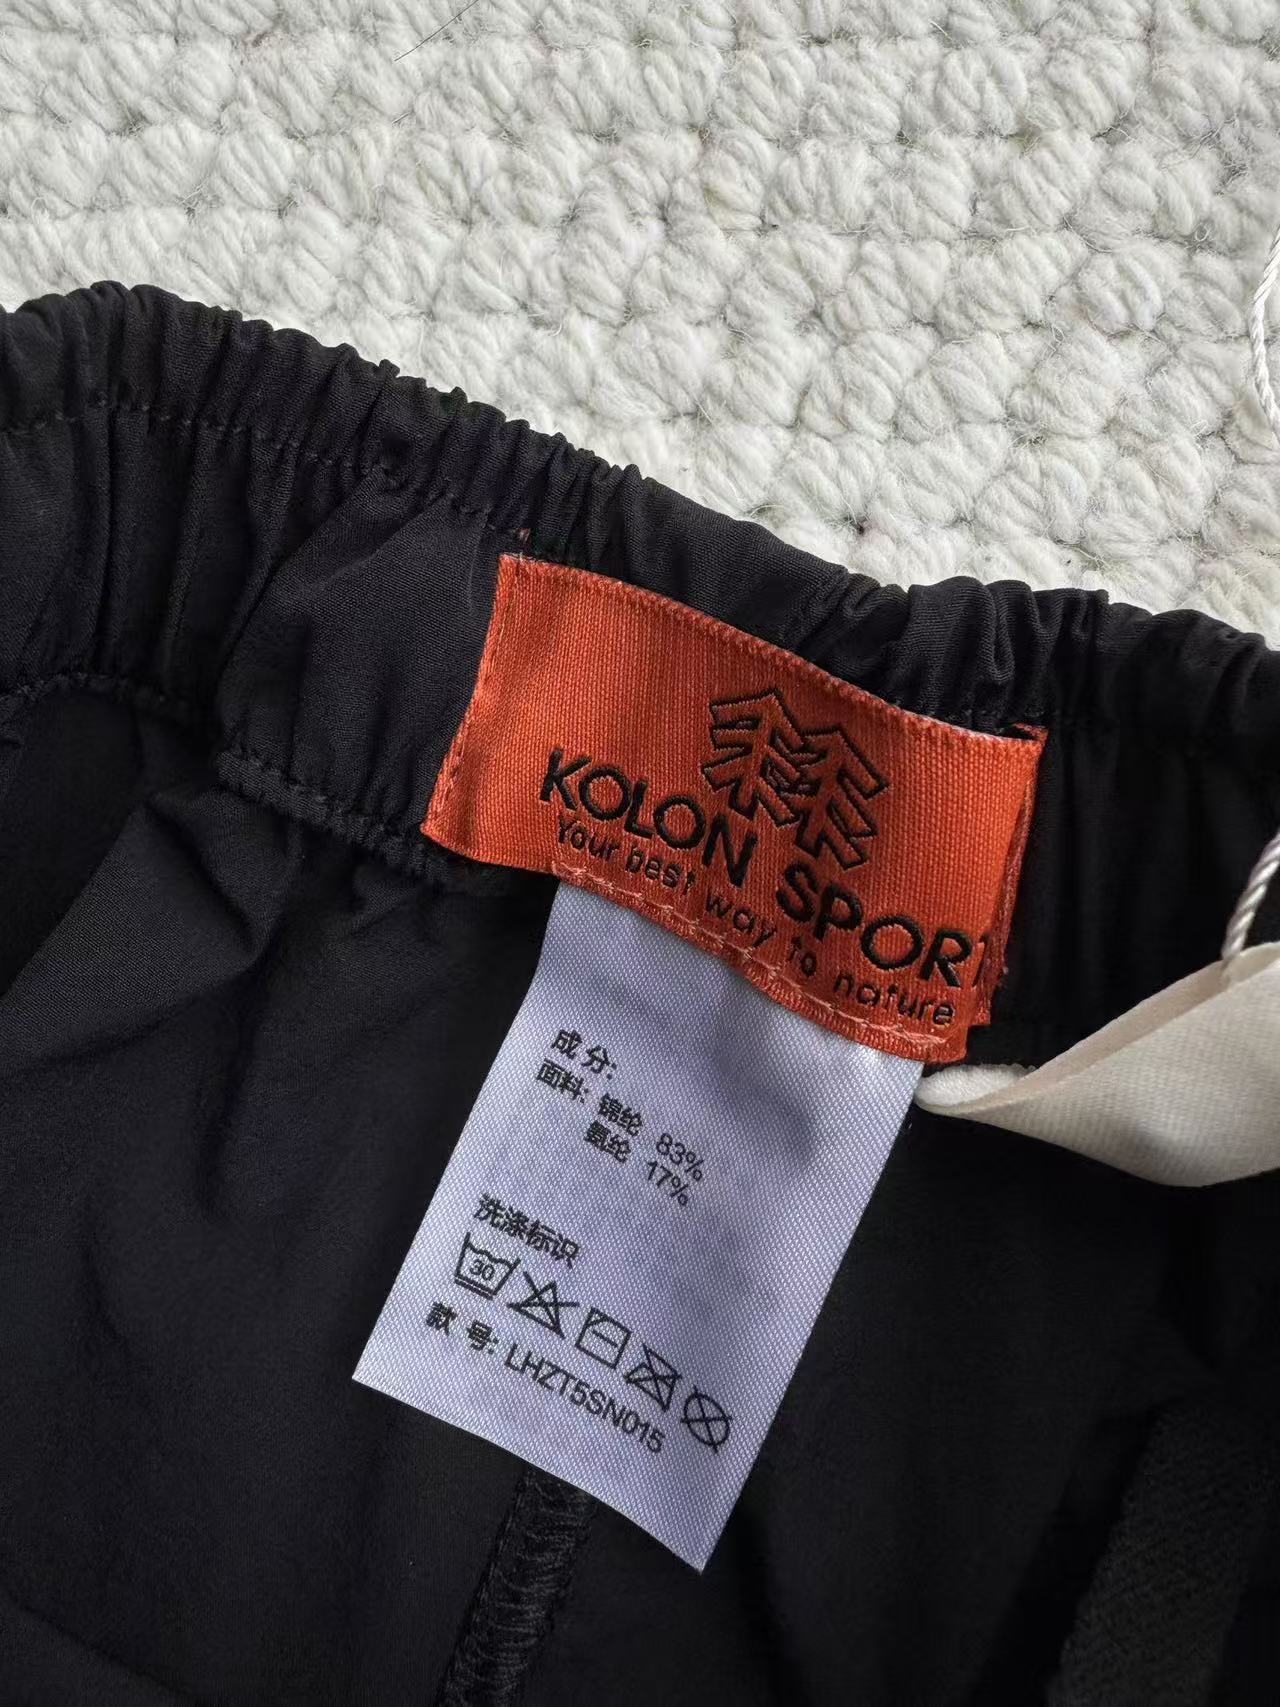 KOLON SPORT
Your best way to nature
成分:
面料: 锦纶 83%
氨纶 17%
洗涤标识
30
款 号: LHZT5SN015